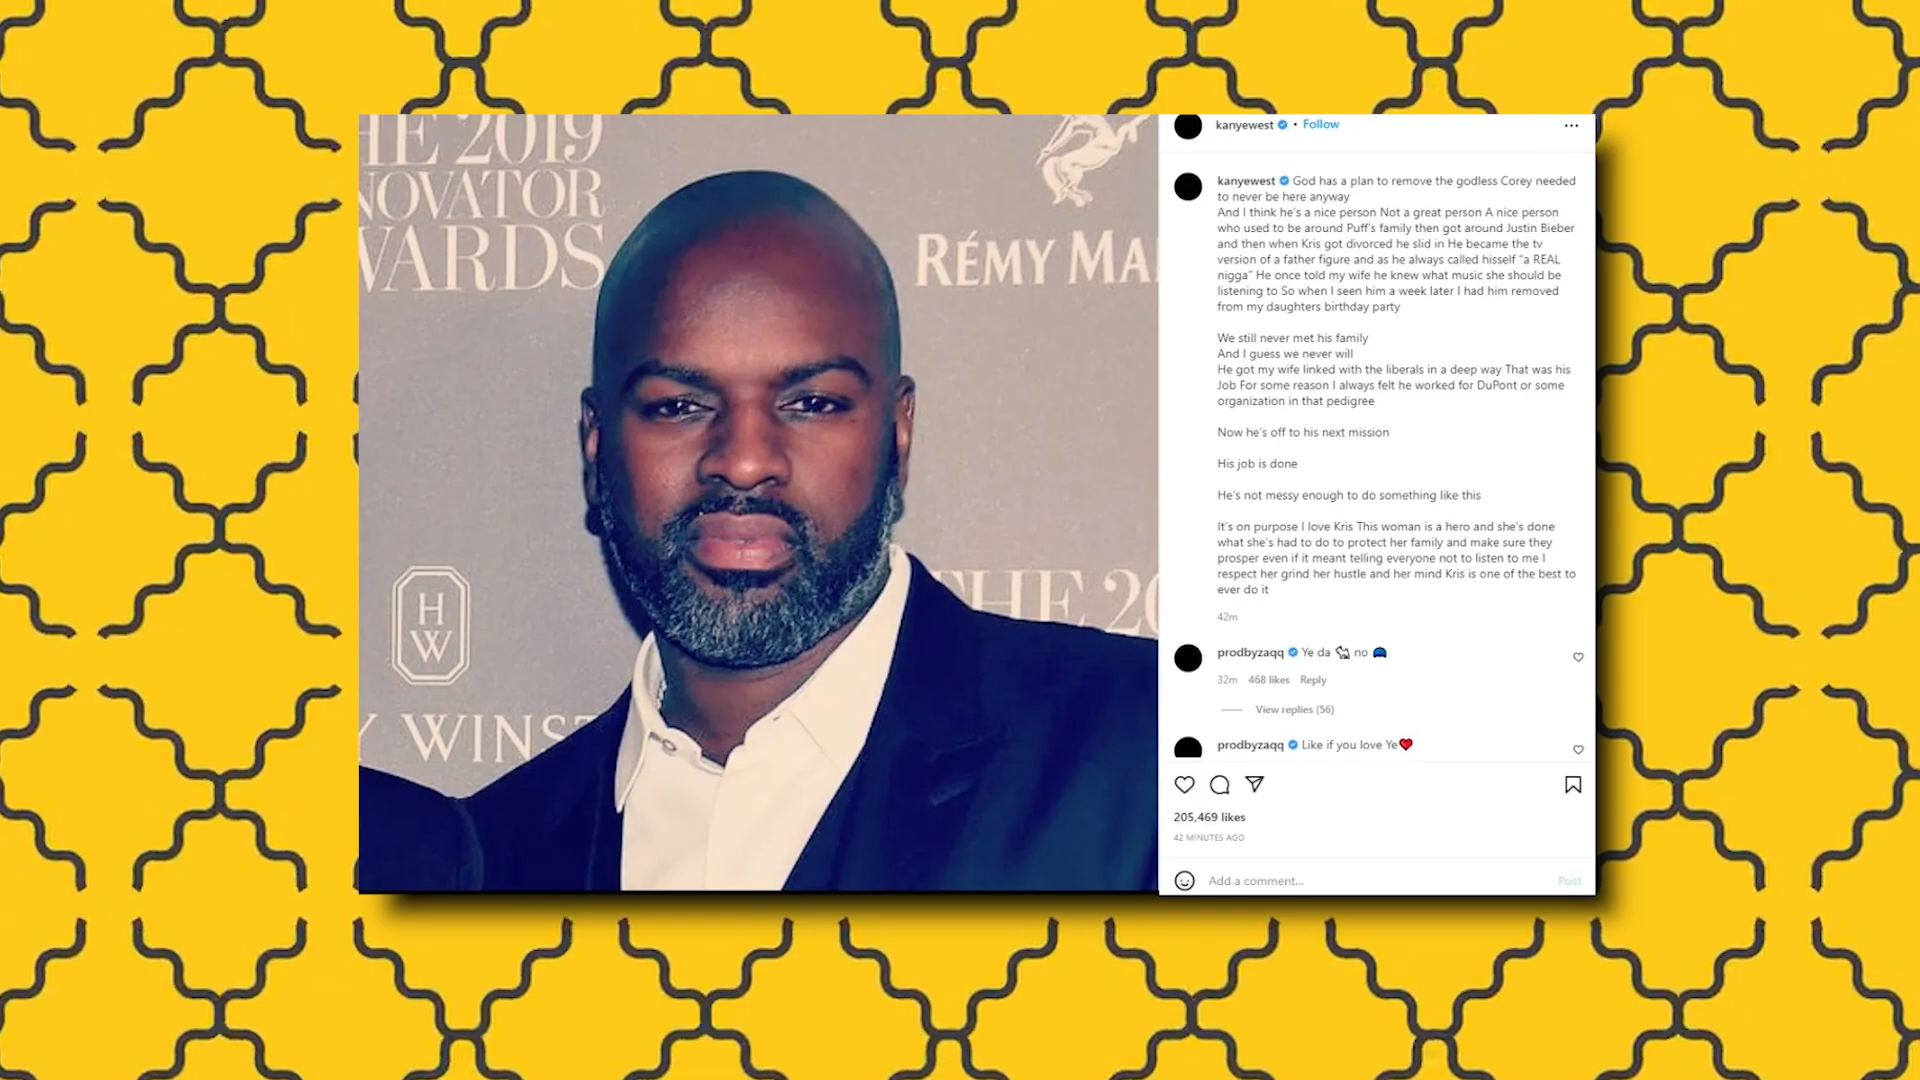 THE 2019
NNOVATOR
WARDS
RÉMY MA
H
W
Y WINST
THE 20
kanyewest • Follow
kanyewest God has a plan to remove the godless Corey needed
to never be here anyway
And I think he's a nice person Not a great person A nice person
who used to be around Puff's family then got around Justin Bieber
and then when Kris got divorced he slid in He became the tv
version of a father figure and as he always called hisself "a REAL
nigga" He once told my wife he knew what music she should be
listening to So when I seen him a week later I had him removed
from my daughters birthday party
We still never met his family
And I guess we never will
He got my wife linked with the liberals in a deep way That was his
Job For some reason I always felt he worked for DuPont or some
organization in that pedigree
Now he's off to his next mission
His job is done
He's not messy enough to do something like this
It's on purpose I love Kris This woman is a hero and she's done
what she's had to do to protect her family and make sure they
prosper even if it meant telling everyone not to listen to me I
respect her grind her hustle and her mind Kris is one of the best to
ever do it
42m
prodbyzaqq Ye da 🐐 no 🧢
32m 468 likes Reply
View replies (56)
prodbyzaqq Like if you love Ye❤️
205,469 likes
42 MINUTES AGO
Add a comment... Post